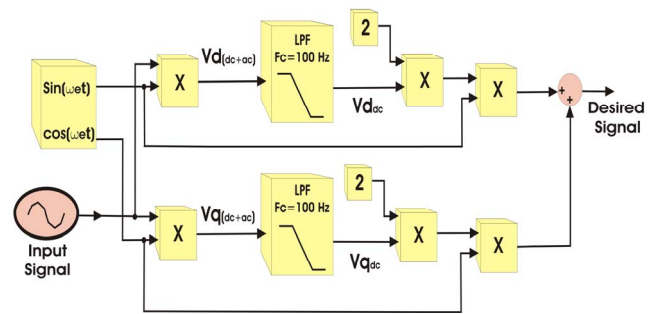 Sin(ωet)
cos(ωet)
Input
Signal
X
Vd(dc+ac)
LPF
Fc=100 Hz
Vddc
2
X
X
+
+
Desired
Signal
X
Vq(dc+ac)
LPF
Fc=100 Hz
Vqdc
2
X
X